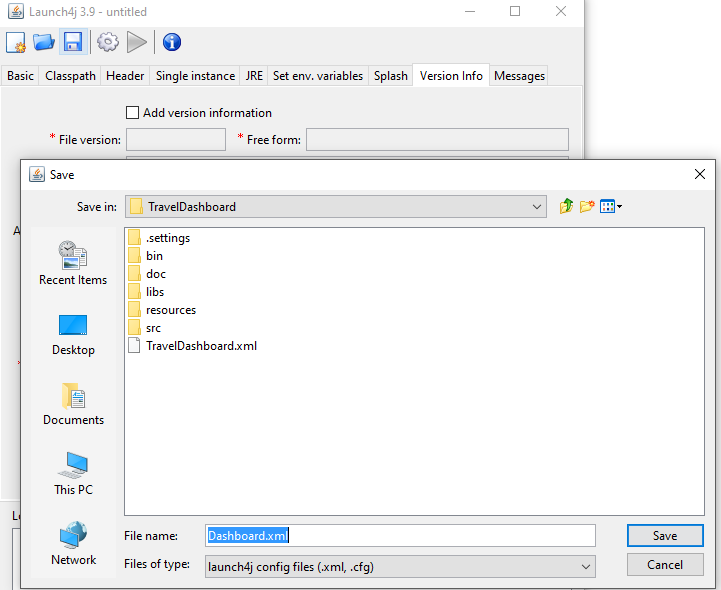 Launch4j 3.9 - untitled
Basic Classpath Header Single instance JRE Set env. variables Splash Version Info Messages
Add version information
* File version: * Free form:
Save
Save in: TravelDashboard
A
.settings
bin
doc
libs
resources
src
TravelDashboard.xml
Recent Items
Desktop
Documents
This PC
Network
File name: Dashboard.xml Save
Files of type: launch4j config files (.xml, .cfg) Cancel